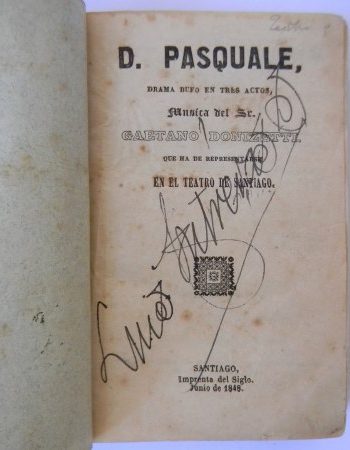 D. PASQUALE,
DRAMA BUFO EN TRES ACTOS,
Musica del Sr.
GAETANO DONIZETTI,
QUE HA DE REPRESENTARSE
EN EL TEATRO DE SANTIAGO.
Luis
SANTIAGO,
Imprenta del Siglo.
Junio de 1848.